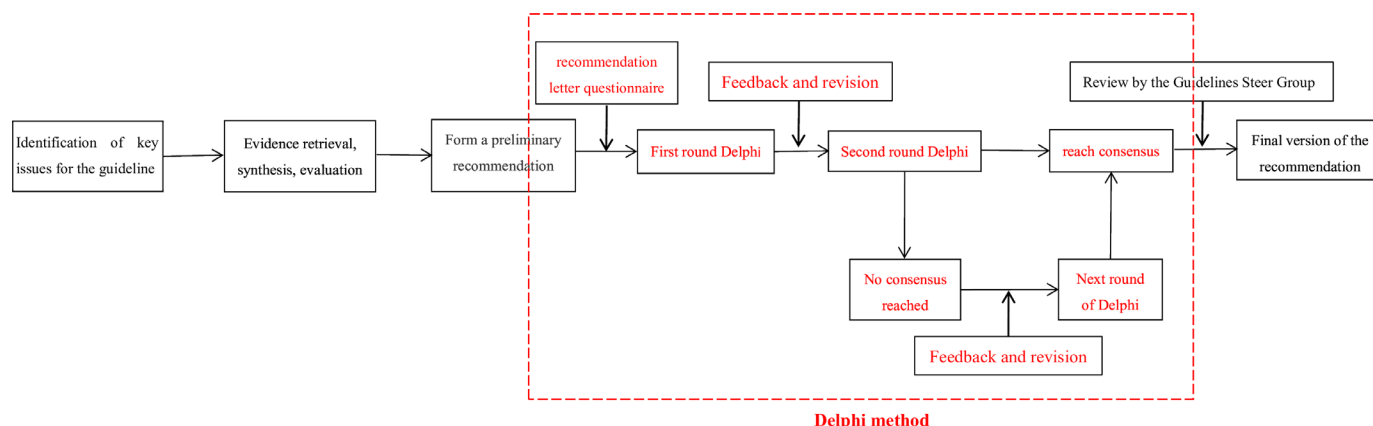 recommendation
letter questionnaire
Feedback and revision
Review by the Guidelines Steer Group
Identification of key
issues for the guideline
Evidence retrieval,
synthesis, evaluation
Form a preliminary
recommendation
First round Delphi
Second round Delphi
reach consensus
Final version of the
recommendation
No consensus
reached
Next round
of Delphi
Feedback and revision
Delphi method